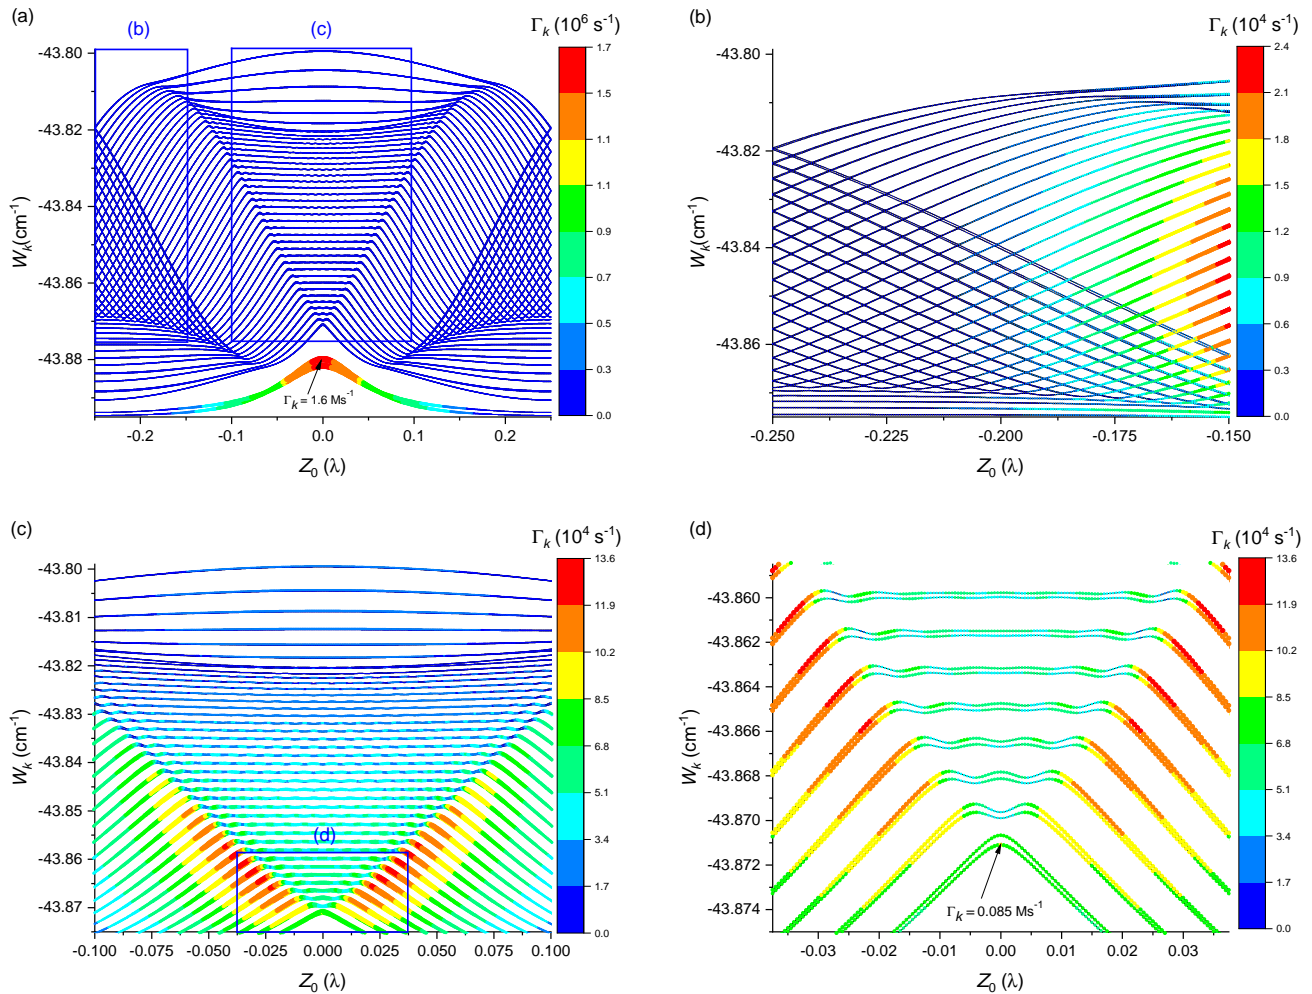 (a)
(b)
(c)
Γk (10⁶ s⁻¹)
1.7
1.5
1.1
1.1
0.9
0.7
0.5
0.3
0.0
-43.80
-43.82
-43.84
-43.86
-43.88
Wk(cm⁻¹)
Γk = 1.6 Ms⁻¹
-0.2 -0.1 0.0 0.1 0.2
Z0 (λ)
(b)
Γk (10⁴ s⁻¹)
2.4
2.1
1.8
1.5
1.2
0.9
0.6
0.3
0.0
-43.80
-43.82
-43.84
-43.86
Wk(cm⁻¹)
-0.250 -0.225 -0.200 -0.175 -0.150
Z0 (λ)
(c)
Γk (10⁴ s⁻¹)
13.6
11.9
10.2
8.5
6.8
5.1
3.4
1.7
0.0
-43.80
-43.81
-43.82
-43.83
-43.84
-43.85
-43.86
-43.87
Wk (cm⁻¹)
(d)
-0.100 -0.075 -0.050 -0.025 0.000 0.025 0.050 0.075 0.100
Z0 (λ)
(d)
Γk (10⁴ s⁻¹)
13.6
11.9
10.2
8.5
6.8
5.1
3.4
1.7
0.0
-43.860
-43.862
-43.864
-43.866
-43.868
-43.870
-43.872
-43.874
Wk (cm⁻¹)
Γk = 0.085 Ms⁻¹
-0.03 -0.02 -0.01 0.00 0.01 0.02 0.03
Z0 (λ)